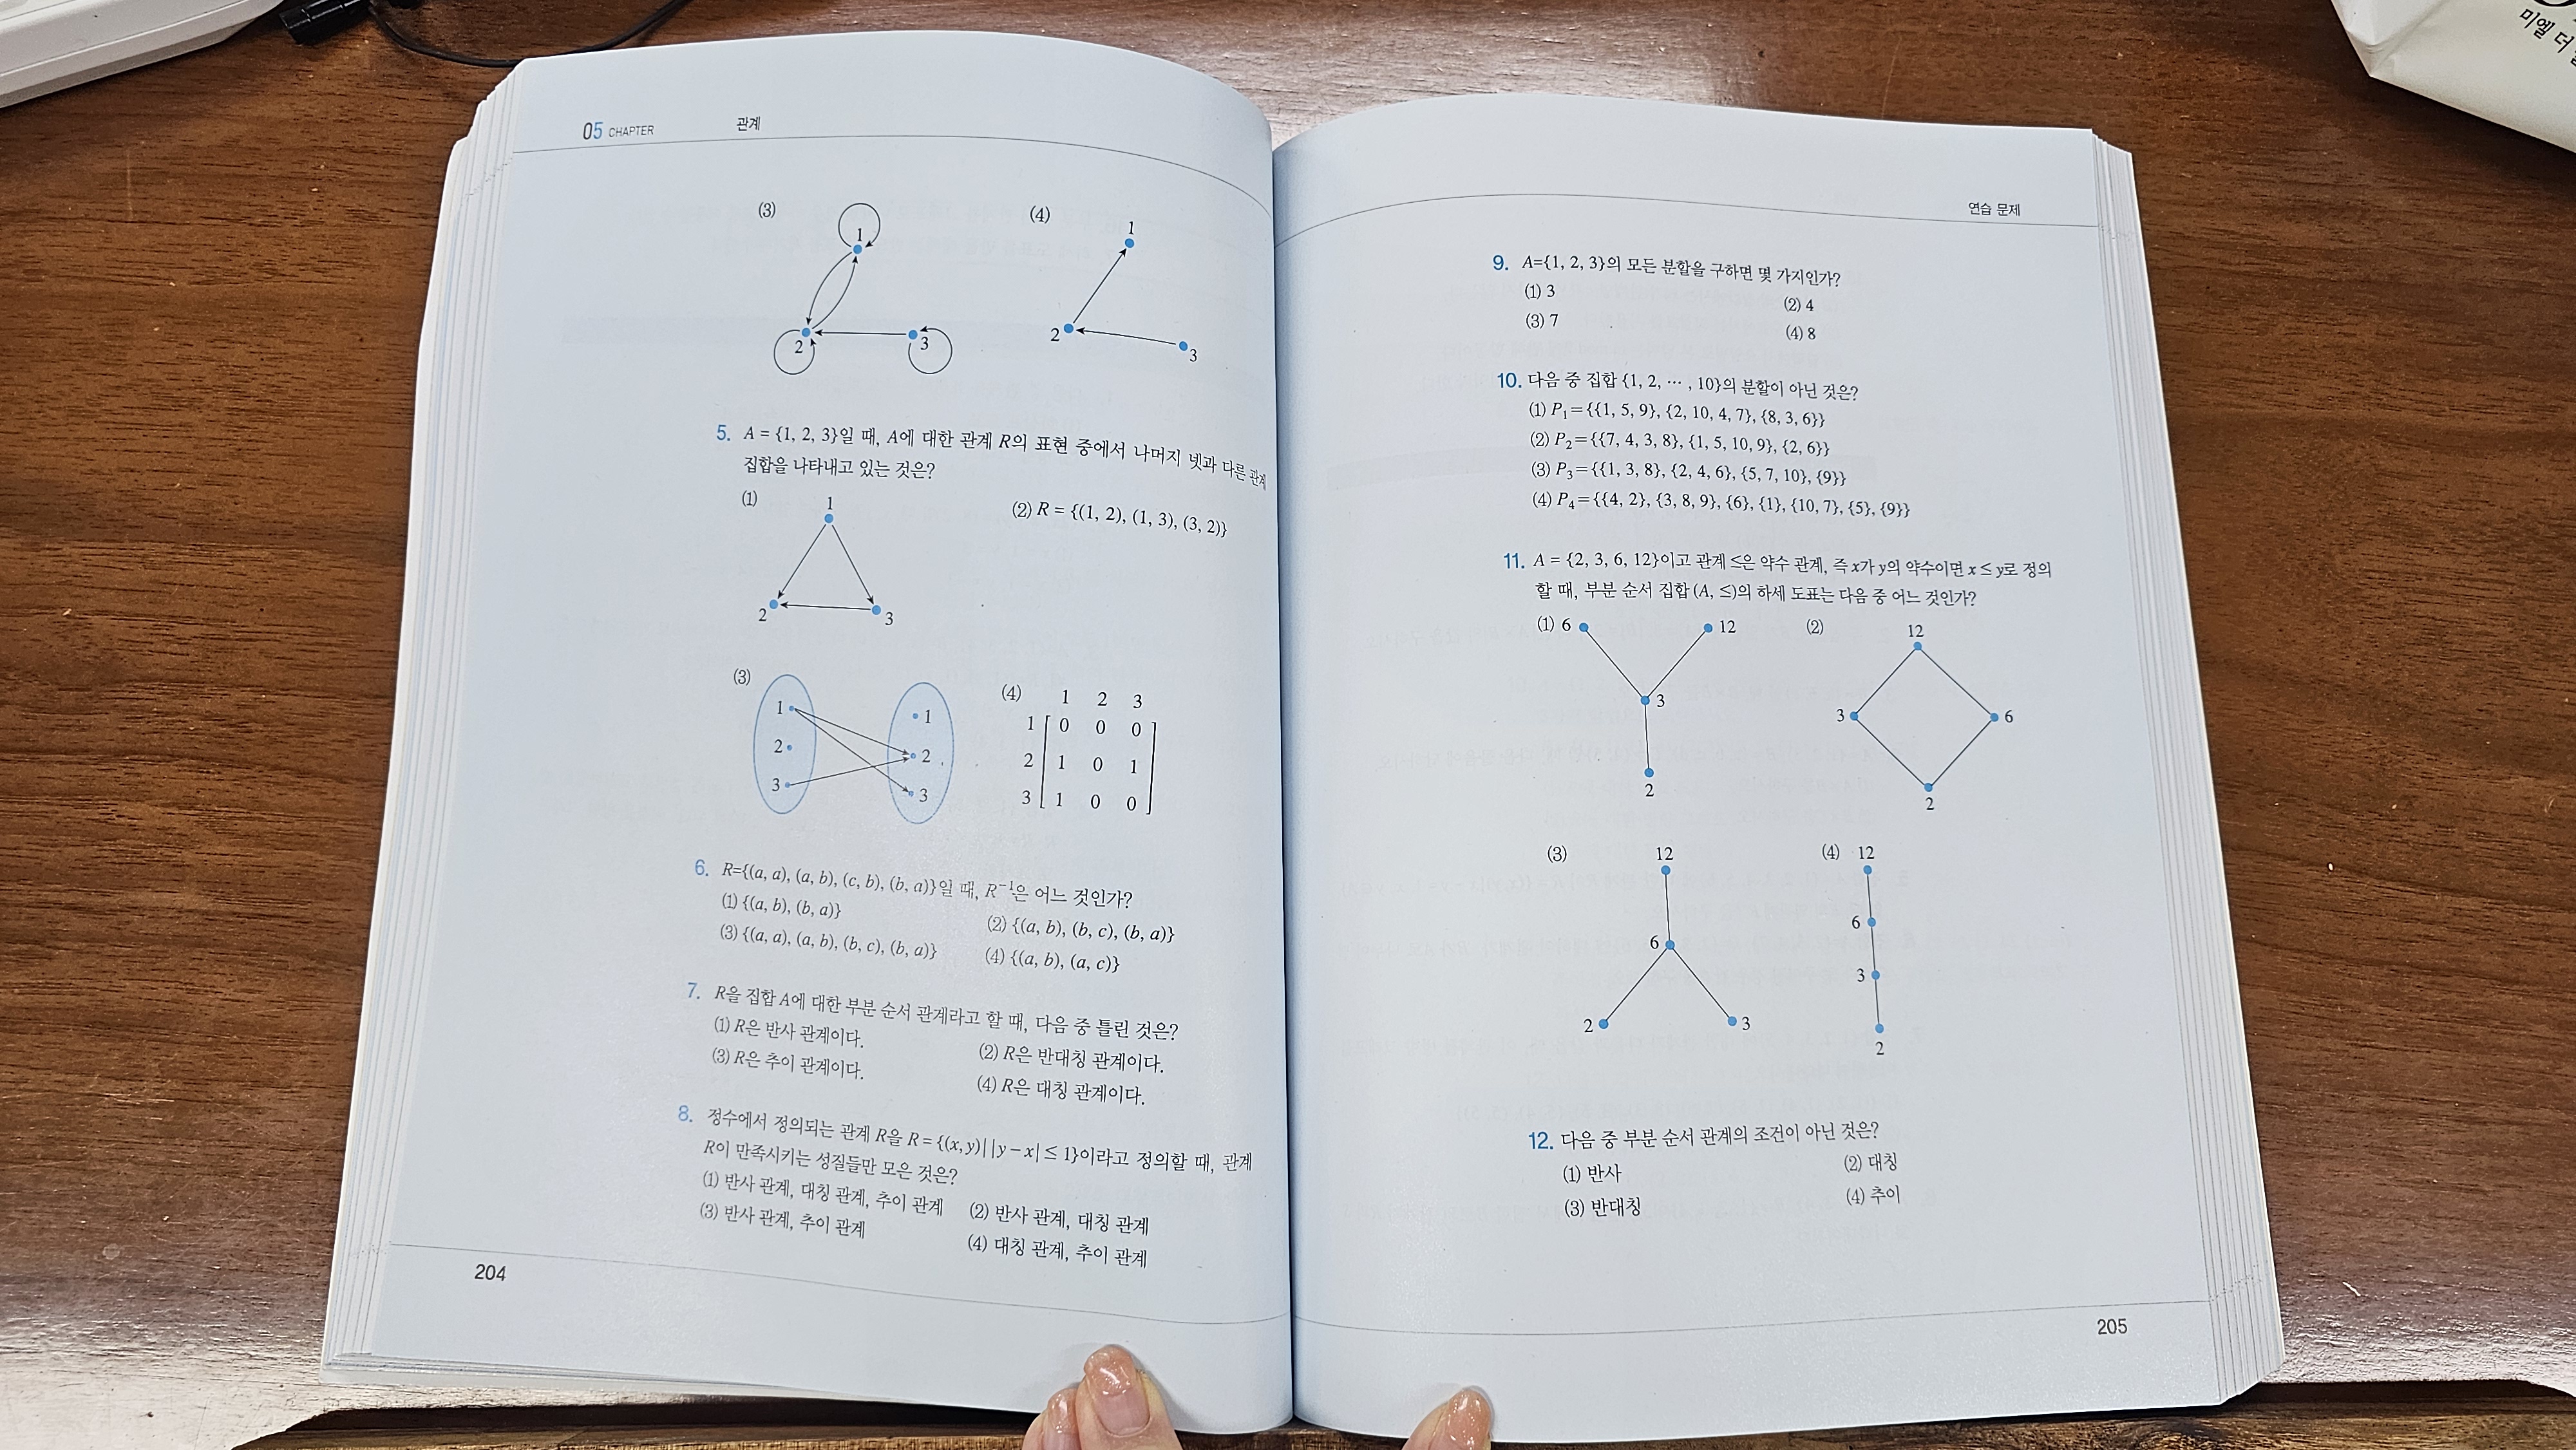 05 CHAPTER 관계
(3) (4)
1
2
3
1
2
3
5. A = {1, 2, 3}일 때, A에 대한 관계 R의 표현 중에서 나머지 넷과 다른 관계
집합을 나타내고 있는 것은?
(1) (2) R = {(1, 2), (1, 3), (3, 2)}
1
2
3
(3) (4)
1 1
2 2
3 3
1 2 3
1 0 0 0
2 1 0 1
3 1 0 0
6. R={(a, a), (a, b), (c, b), (b, a)}일 때, R⁻¹은 어느 것인가?
(1) {(a, b), (b, a)} (2) {(a, b), (b, c), (b, a)}
(3) {(a, a), (a, b), (b, c), (b, a)} (4) {(a, b), (a, c)}
7. R을 집합 A에 대한 부분 순서 관계라고 할 때, 다음 중 틀린 것은?
(1) R은 반사 관계이다. (2) R은 반대칭 관계이다.
(3) R은 추이 관계이다. (4) R은 대칭 관계이다.
8. 정수에서 정의되는 관계 R을 R = {(x, y)| |y − x| ≤ 1}이라고 정의할 때, 관계
R이 만족시키는 성질들만 모은 것은?
(1) 반사 관계, 대칭 관계, 추이 관계 (2) 반사 관계, 대칭 관계
(3) 반사 관계, 추이 관계 (4) 대칭 관계, 추이 관계
204
연습 문제
9. A={1, 2, 3}의 모든 분할을 구하면 몇 가지인가?
(1) 3 (2) 4
(3) 7 (4) 8
10. 다음 중 집합 {1, 2, ⋯ , 10}의 분할이 아닌 것은?
(1) P₁={{1, 5, 9}, {2, 10, 4, 7}, {8, 3, 6}}
(2) P₂={{7, 4, 3, 8}, {1, 5, 10, 9}, {2, 6}}
(3) P₃={{1, 3, 8}, {2, 4, 6}, {5, 7, 10}, {9}}
(4) P₄={{4, 2}, {3, 8, 9}, {6}, {1}, {10, 7}, {5}, {9}}
11. A = {2, 3, 6, 12}이고 관계 ≤은 약수 관계, 즉 x가 y의 약수이면 x ≤ y로 정의
할 때, 부분 순서 집합 (A, ≤)의 하세 도표는 다음 중 어느 것인가?
(1) 6 12 (2) 12
3 3 6
2 2
(3) 12 (4) 12
6 6
3
2 3 2
12. 다음 중 부분 순서 관계의 조건이 아닌 것은?
(1) 반사 (2) 대칭
(3) 반대칭 (4) 추이
205
미엘 더